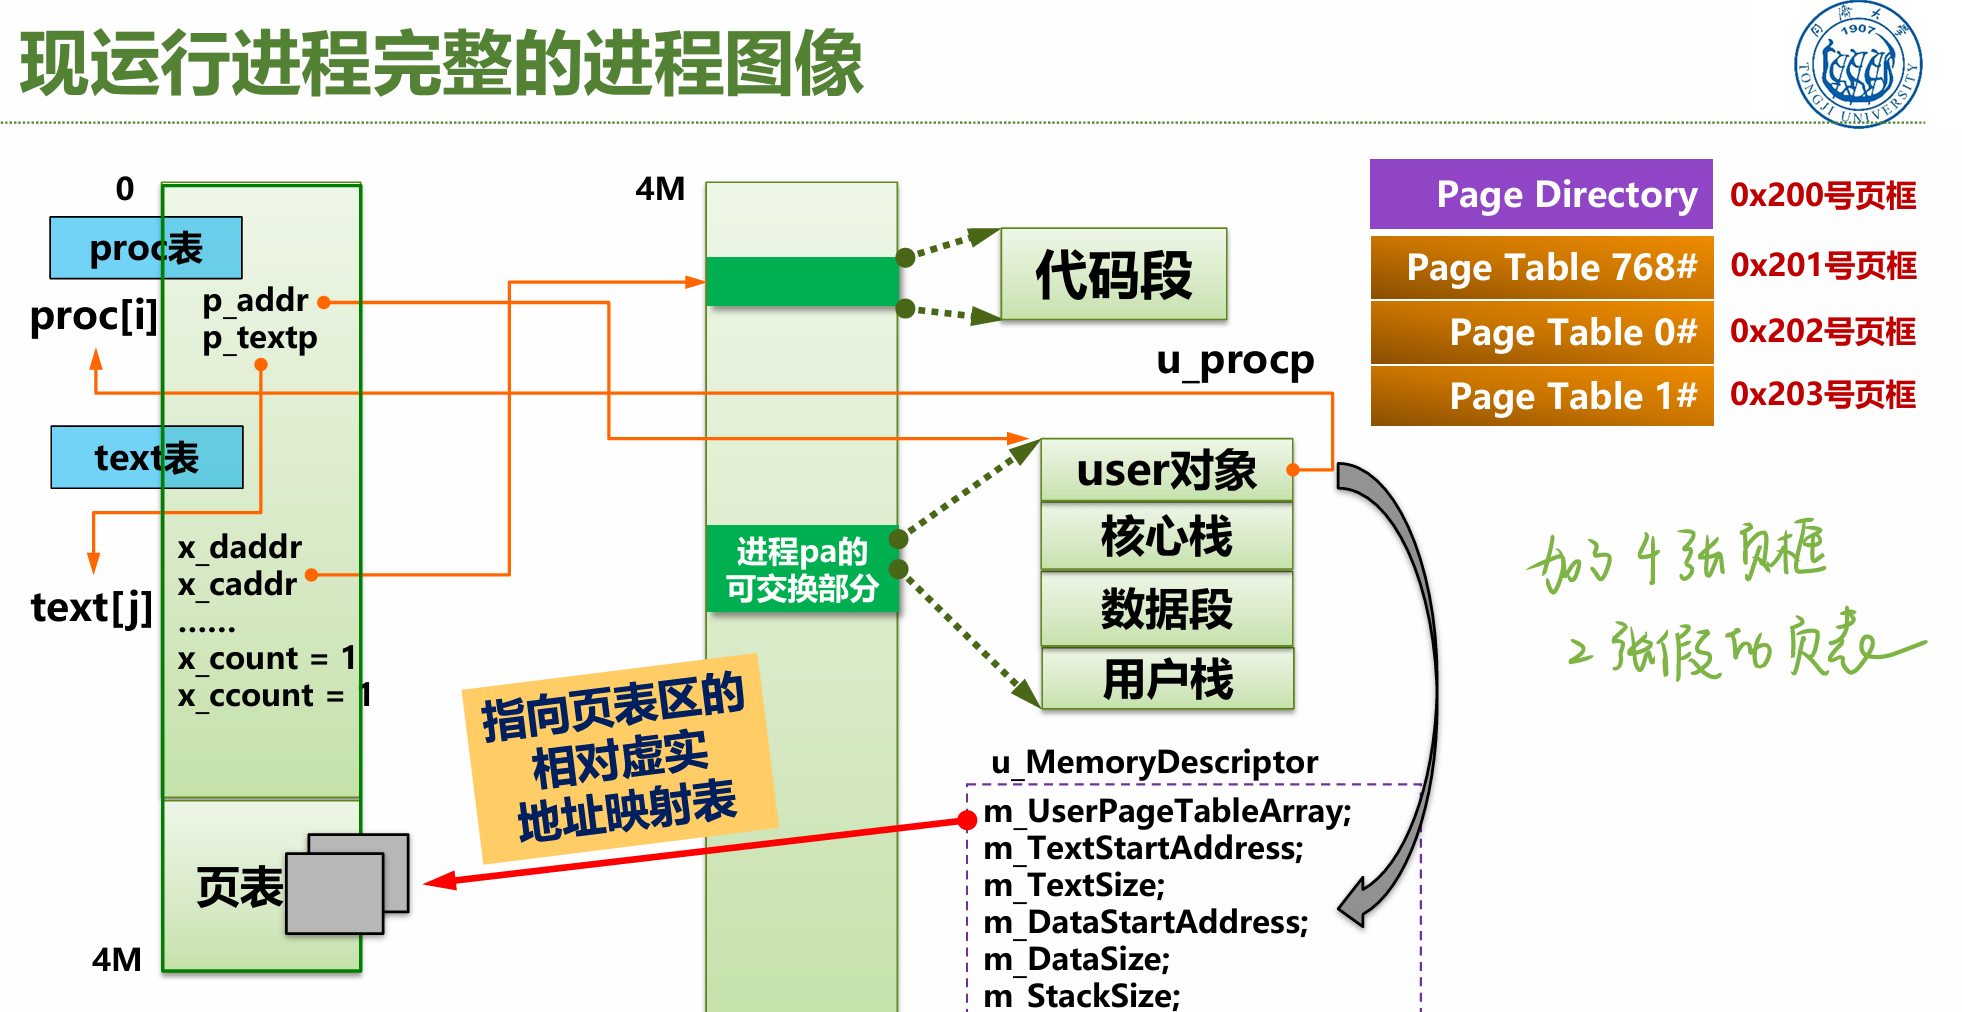 现运行进程完整的进程图像
同济大学
1907
TONGJI UNIVERSITY
0
proc表
proc[i]
p_addr
p_textp
text表
x_daddr
x_caddr
text[j]
......
x_count = 1
x_ccount = 1
页表
4M
4M
进程pa的
可交换部分
指向页表区的
相对虚实
地址映射表
代码段
u_procp
user对象
核心栈
数据段
用户栈
u_MemoryDescriptor
m_UserPageTableArray;
m_TextStartAddress;
m_TextSize;
m_DataStartAddress;
m_DataSize;
m_StackSize;
Page Directory 0x200号页框
Page Table 768# 0x201号页框
Page Table 0# 0x202号页框
Page Table 1# 0x203号页框
加了4张页框
2张假的页表